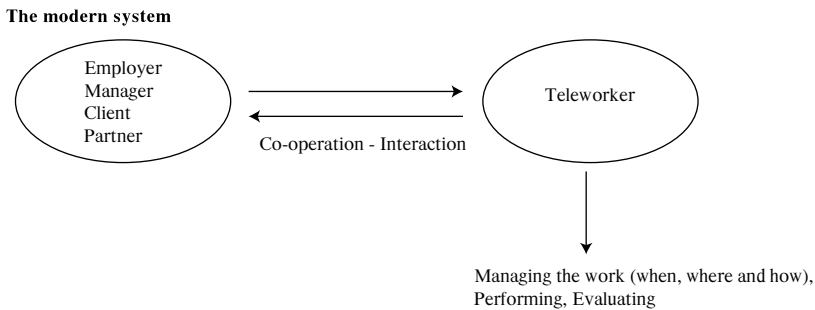 The modern system
Employer
Manager
Client
Partner
Teleworker
Co-operation - Interaction
Managing the work (when, where and how),
Performing, Evaluating